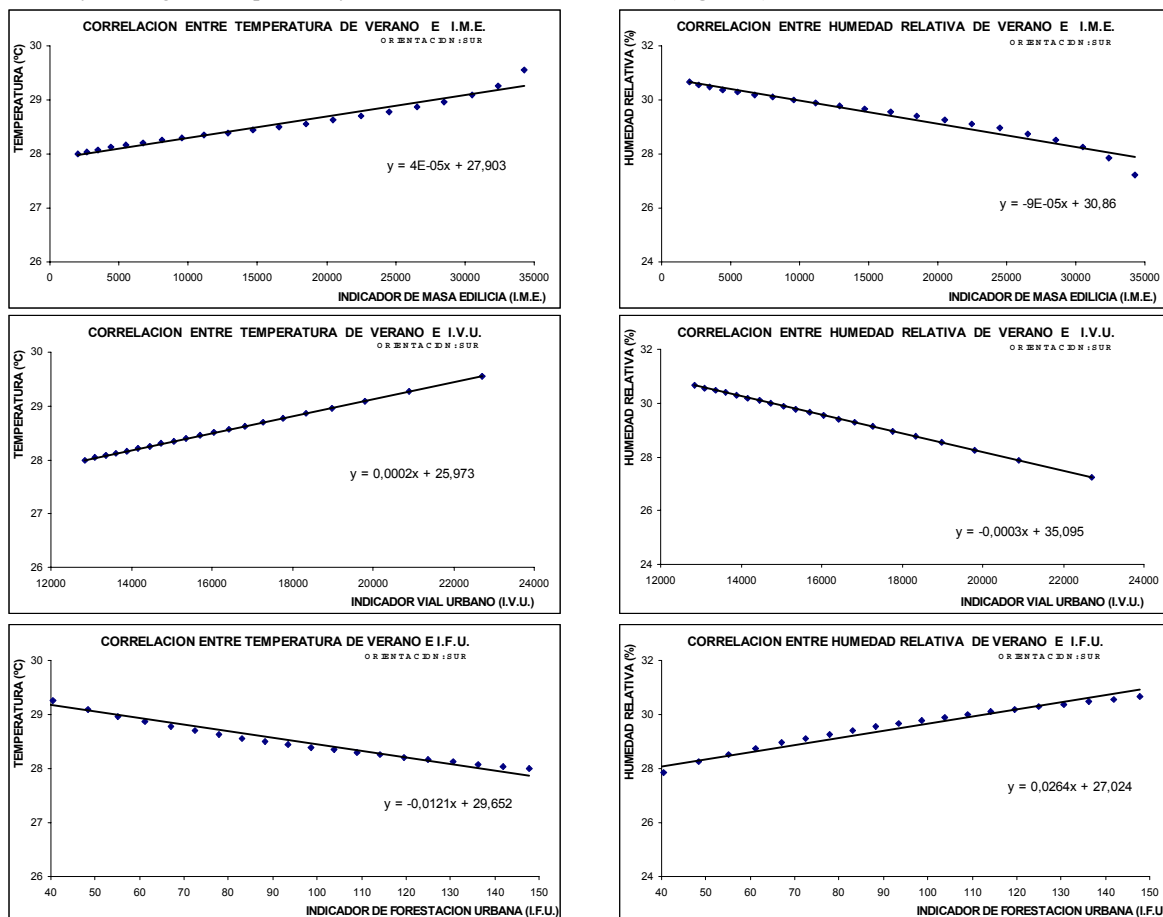 CORRELACION ENTRE TEMPERATURA DE VERANO E I.M.E.
ORIENTACION:SUR
TEMPERATURA (ºC)
30
29
28
27
26
0 5000 10000 15000 20000 25000 30000 35000
y = 4E-05x + 27,903
INDICADOR DE MASA EDILICIA (I.M.E.)
CORRELACION ENTRE HUMEDAD RELATIVA DE VERANO E I.M.E.
ORIENTACION:SUR
HUMEDAD RELATIVA (%)
32
30
28
26
24
0 5000 10000 15000 20000 25000 30000 35000
y = -9E-05x + 30,86
INDICADOR DE MASA EDILICIA (I.M.E.)
CORRELACION ENTRE TEMPERATURA DE VERANO E I.V.U.
ORIENTACION:SUR
TEMPERATURA (ºC)
30
29
28
27
26
12000 14000 16000 18000 20000 22000 24000
y = 0,0002x + 25,973
INDICADOR VIAL URBANO (I.V.U.)
CORRELACION ENTRE HUMEDAD RELATIVA DE VERANO E I.V.U.
ORIENTACION:SUR
HUMEDAD RELATIVA (%)
32
30
28
26
24
12000 14000 16000 18000 20000 22000 24000
y = -0,0003x + 35,095
INDICADOR VIAL URBANO (I.V.U.)
CORRELACION ENTRE TEMPERATURA DE VERANO E I.F.U.
ORIENTACION:SUR
TEMPERATURA (ºC)
30
29
28
27
26
40 50 60 70 80 90 100 110 120 130 140 150
y = -0,0121x + 29,652
INDICADOR DE FORESTACION URBANA (I.F.U.)
CORRELACION ENTRE HUMEDAD RELATIVA DE VERANO E I.F.U.
ORIENTACION:SUR
HUMEDAD RELATIVA (%)
32
30
28
26
24
40 50 60 70 80 90 100 110 120 130 140 150
y = 0,0264x + 27,024
INDICADOR DE FORESTACION URBANA (I.F.U.